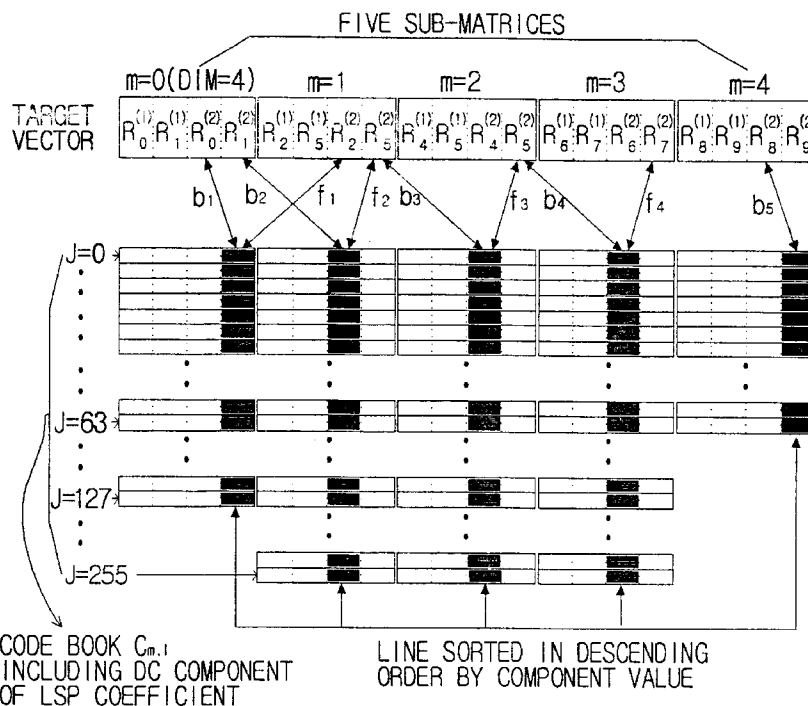 FIVE SUB-MATRICES
m=0(DIM=4) m=1 m=2 m=3 m=4
TARGET VECTOR
R₀⁽¹⁾ R₁⁽¹⁾ R₀⁽²⁾ R₁⁽²⁾ R₂⁽¹⁾ R₅⁽¹⁾ R₂⁽²⁾ R₅⁽²⁾ R₄⁽¹⁾ R₅⁽¹⁾ R₄⁽²⁾ R₅⁽²⁾ R₆⁽¹⁾ R₇⁽¹⁾ R₆⁽²⁾ R₇⁽²⁾ R₈⁽¹⁾ R₉⁽¹⁾ R₈⁽²⁾ R₉
b₁ b₂ f₁ f₂ b₃ f₃ b₄ f₄ b₅
J=0
J=63
J=127
J=255
CODE BOOK Cm.1
INCLUDING DC COMPONENT
OF LSP COEFFICIENT
LINE SORTED IN DESCENDING
ORDER BY COMPONENT VALUE